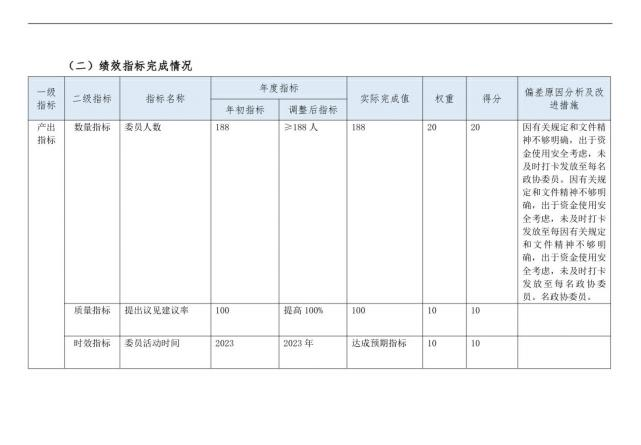 （二）绩效指标完成情况
一级指标 二级指标 指标名称 年度指标 实际完成值 权重 得分 偏差原因分析及改进措施
年初指标 调整后指标
产出指标 数量指标 委员人数 188 ≥188 人 188 20 20
因有关规定和文件精
神不够明确，出于资
金使用安全考虑，未
及时打卡发放至每名
政协委员。因有关规
定和文件精神不够明
确，出于资金使用安
全考虑，未及时打卡
发放至每因有关规定
和文件精神不够明
确，出于资金使用安
全考虑，未及时打卡
发放至每名政协委
员。名政协委员。
质量指标 提出议见建议率 100 提高 100% 100 10 10
时效指标 委员活动时间 2023 2023 年 达成预期指标 10 10